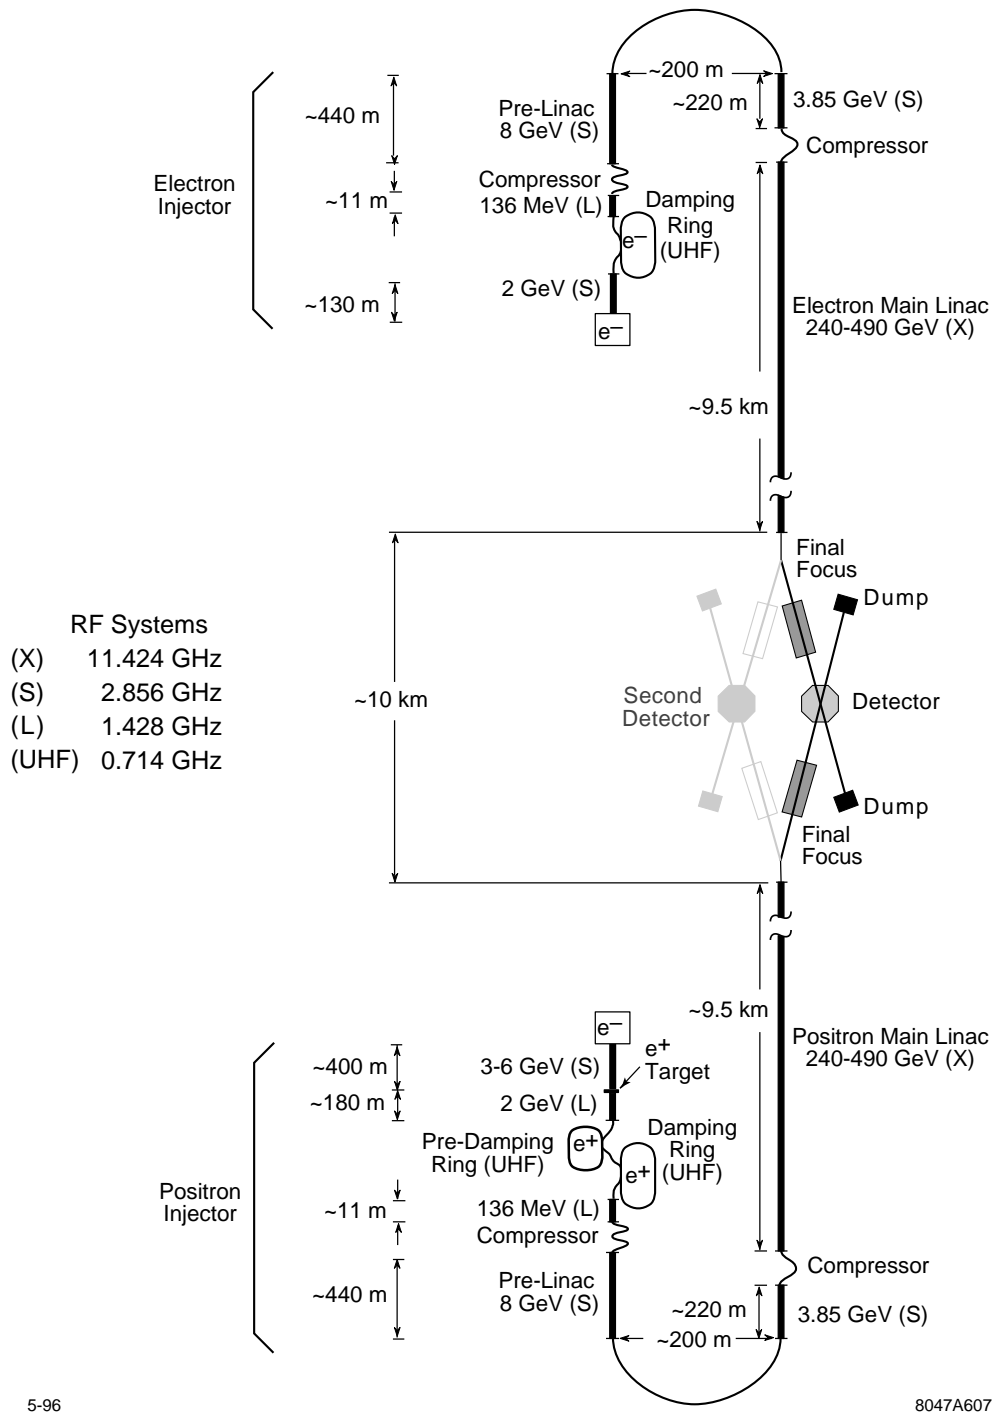 ~200 m
~220 m
3.85 GeV (S)
Compressor
~440 m
Pre-Linac
8 GeV (S)
Electron
Injector
~11 m
Compressor
136 MeV (L)
Damping
Ring
(UHF)
e–
~130 m
2 GeV (S)
e–
Electron Main Linac
240-490 GeV (X)
~9.5 km
Final
Focus
Dump
RF Systems
(X) 11.424 GHz
(S) 2.856 GHz
(L) 1.428 GHz
(UHF) 0.714 GHz
~10 km
Second
Detector
Detector
Dump
Final
Focus
~9.5 km
Positron Main Linac
240-490 GeV (X)
e–
~400 m
3-6 GeV (S)
e+
Target
~180 m
2 GeV (L)
Pre-Damping
Ring (UHF)
e+
Damping
Ring
(UHF)
e+
Positron
Injector
~11 m
136 MeV (L)
Compressor
~440 m
Pre-Linac
8 GeV (S)
Compressor
~220 m
3.85 GeV (S)
~200 m
5-96
8047A607